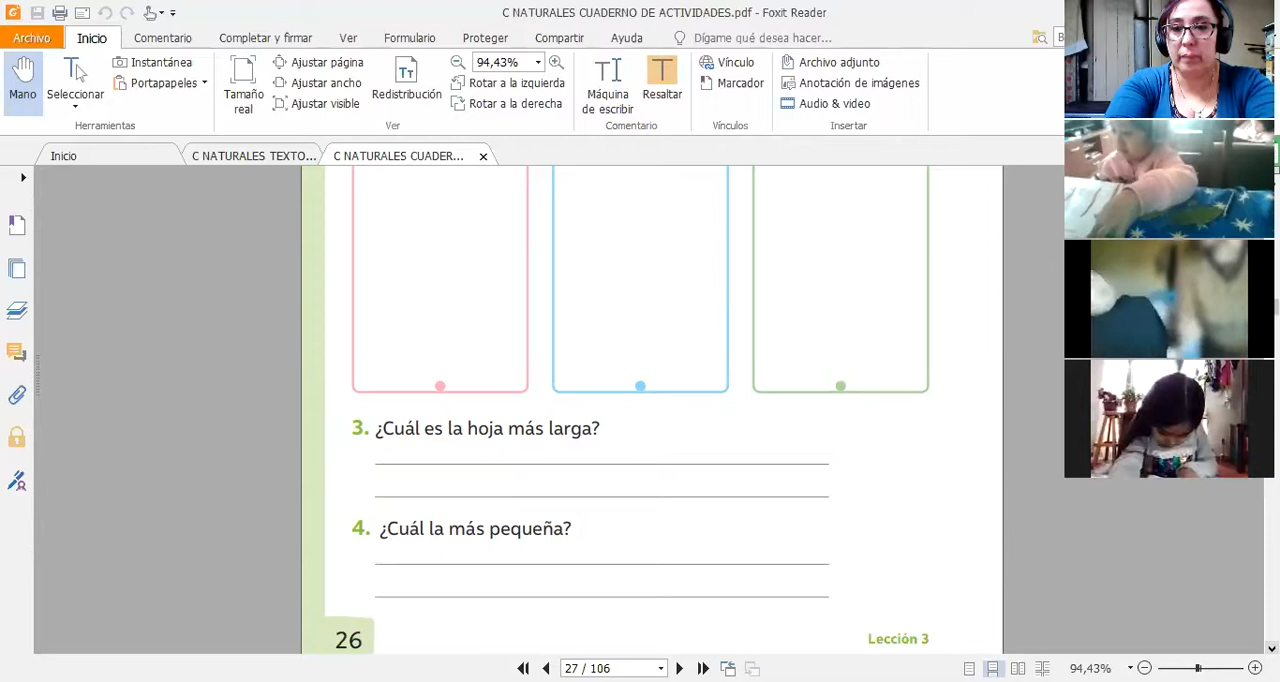 C NATURALES CUADERNO DE ACTIVIDADES.pdf - Foxit Reader
Archivo Inicio Comentario Completar y firmar Ver Formulario Compartir Ayuda Dígame qué desea hacer...
Mano
Seleccionar
Instantánea
Portapapeles
Herramientas
Tamaño real
Ajustar página
Ajustar ancho
Ajustar visible
Redistribución
Rotar a la izquierda
Rotar a la derecha
94,43%
Ver
Máquina de escribir
Resaltar
Comentario
Vínculo
Marcador
Vínculos
Archivo adjunto
Anotación de imágenes
Audio & video
Insertar
Inicio C NATURALES TEXTO... C NATURALES CUADER...
3. ¿Cuál es la hoja más larga?
4. ¿Cuál la más pequeña?
26
Lección 3
27 / 106
94,43%